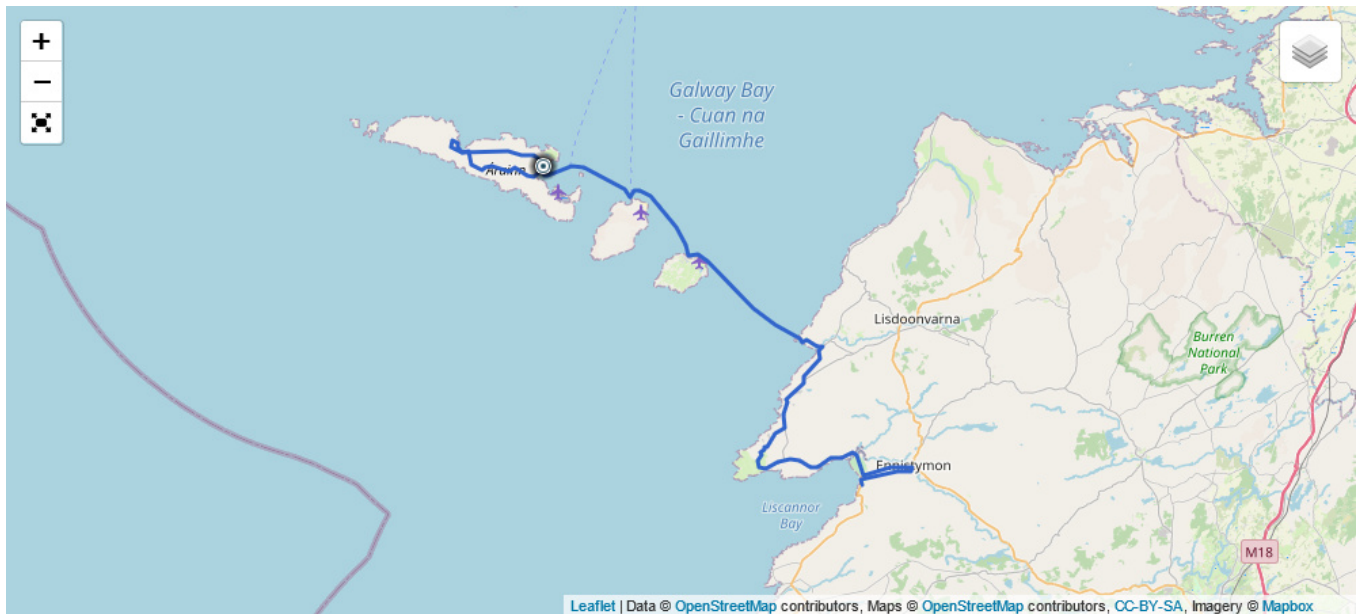 +
−
Galway Bay
- Cuan na
Gaillimhe
Árainn
Lisdoonvarna
Burren
National
Park
Ennistymon
Liscannor
Bay
M18
Leaflet | Data © OpenStreetMap contributors, Maps © OpenStreetMap contributors, CC-BY-SA, Imagery © Mapbox